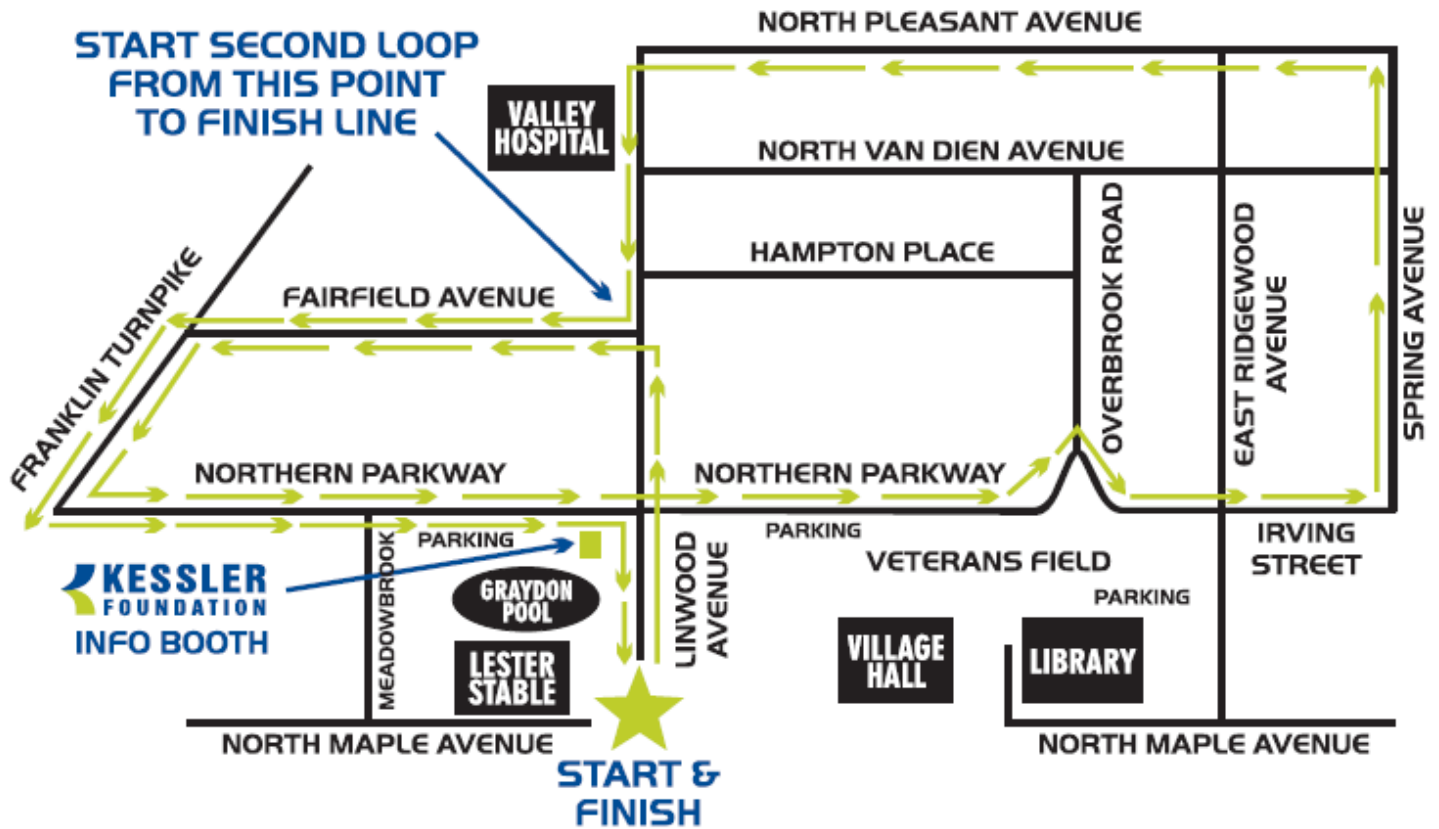 NORTH PLEASANT AVENUE
START SECOND LOOP
FROM THIS POINT
TO FINISH LINE
VALLEY
HOSPITAL
NORTH VAN DIEN AVENUE
HAMPTON PLACE
OVERBROOK ROAD
EAST RIDGEWOOD
AVENUE
SPRING AVENUE
FAIRFIELD AVENUE
FRANKLIN TURNPIKE
NORTHERN PARKWAY
NORTHERN PARKWAY
PARKING
PARKING
IRVING
STREET
VETERANS FIELD
PARKING
MEADOWBROOK
LINWOOD
AVENUE
KESSLER
FOUNDATION
INFO BOOTH
GRAYDON
POOL
LESTER
STABLE
VILLAGE
HALL
LIBRARY
NORTH MAPLE AVENUE
NORTH MAPLE AVENUE
START &
FINISH